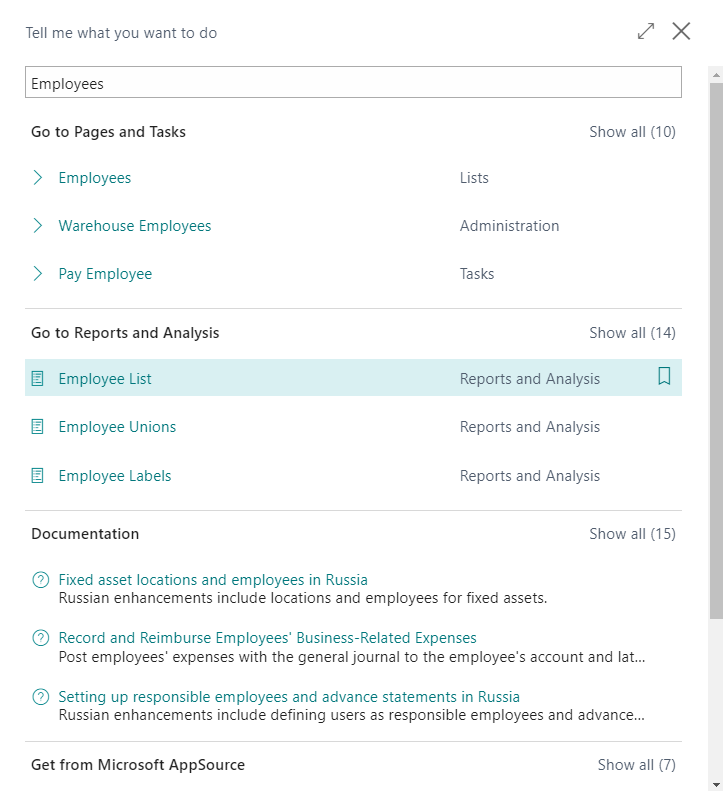 Tell me what you want to do
Employees
Go to Pages and Tasks Show all (10)
Employees Lists
Warehouse Employees Administration
Pay Employee Tasks
Go to Reports and Analysis Show all (14)
Employee List Reports and Analysis
Employee Unions Reports and Analysis
Employee Labels Reports and Analysis
Documentation Show all (15)
Fixed asset locations and employees in Russia
Russian enhancements include locations and employees for fixed assets.
Record and Reimburse Employees' Business-Related Expenses
Post employees' expenses with the general journal to the employee's account and lat...
Setting up responsible employees and advance statements in Russia
Russian enhancements include defining users as responsible employees and advance...
Get from Microsoft AppSource Show all (7)